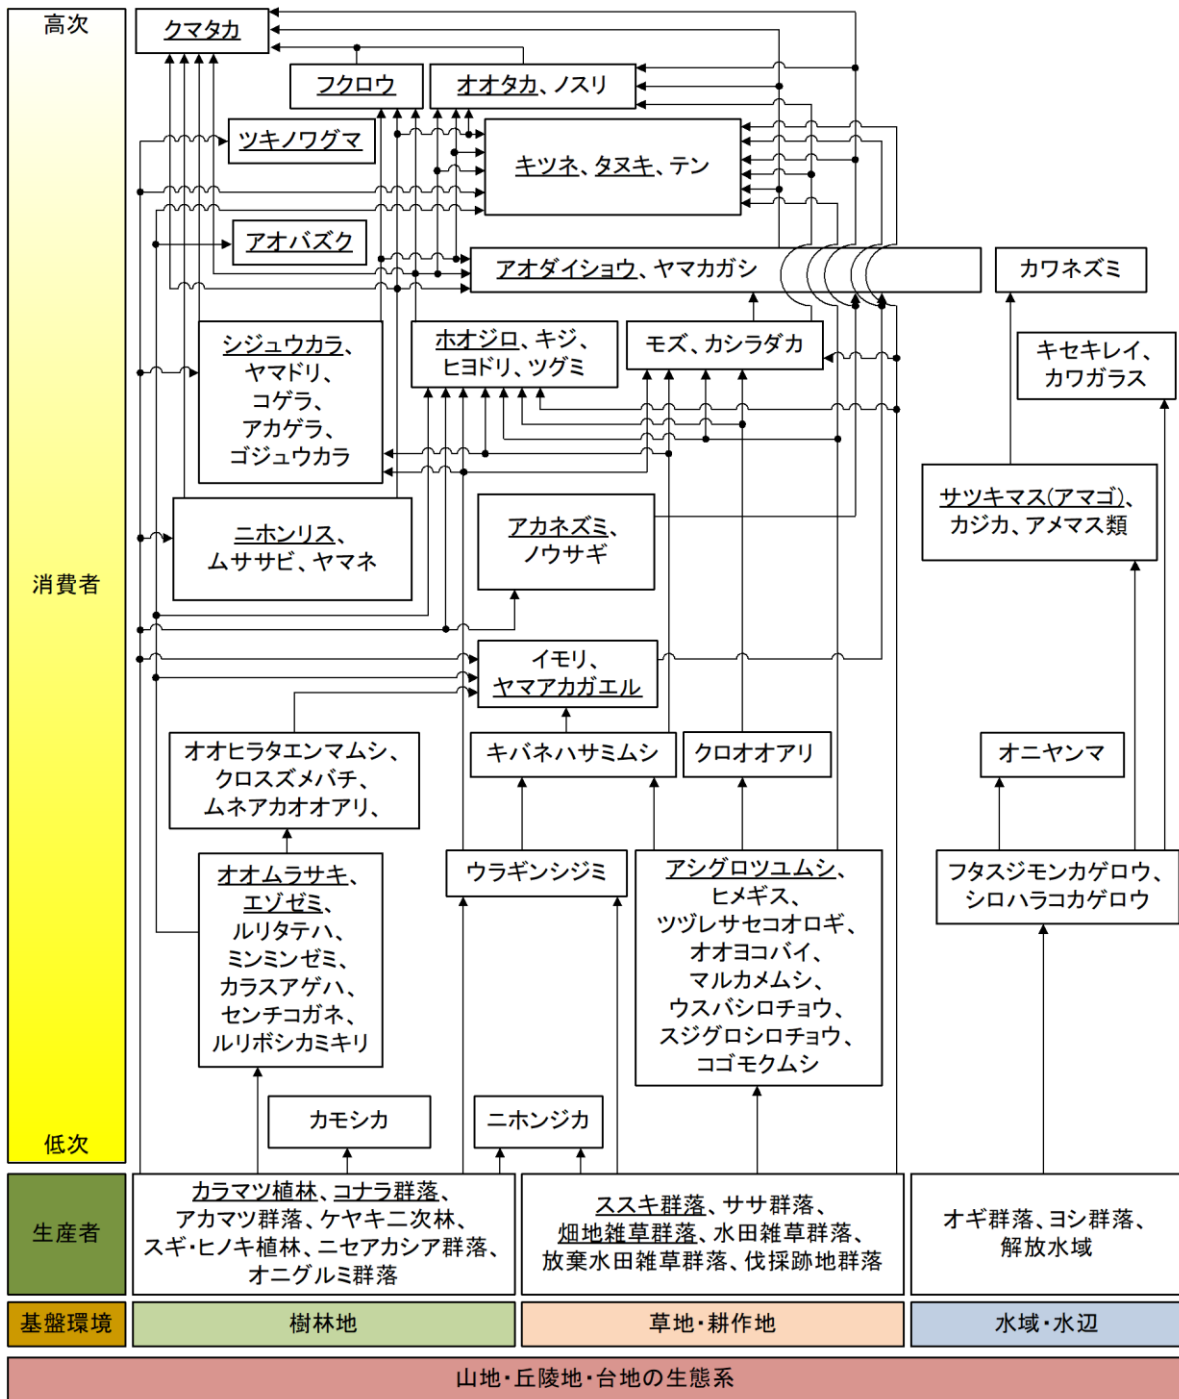 高次
クマタカ
フクロウ
オオタカ、ノスリ
ツキノワグマ
キツネ、タヌキ、テン
アオバズク
アオダイショウ、ヤマカガシ
カワネズミ
シジュウカラ、
ヤマドリ、
コゲラ、
アカゲラ、
ゴジュウカラ
ホオジロ、キジ、
ヒヨドリ、ツグミ
モズ、カシラダカ
キセキレイ、
カワガラス
サツキマス(アマゴ)、
カジカ、アメマス類
ニホンリス、
ムササビ、ヤマネ
アカネズミ、
ノウサギ
消費者
イモリ、
ヤマアカガエル
オオヒラタエンマムシ、
クロスズメバチ、
ムネアカオオアリ、
キバネハサミムシ
クロオオアリ
オニヤンマ
オオムラサキ、
エゾゼミ、
ルリタテハ、
ミンミンゼミ、
カラスアゲハ、
センチコガネ、
ルリボシカミキリ
ウラギンシジミ
アシグロツユムシ、
ヒメギス、
ツヅレサセコオロギ、
オオヨコバイ、
マルカメムシ、
ウスバシロチョウ、
スジグロシロチョウ、
コゴモクムシ
フタスジモンカゲロウ、
シロハラコカゲロウ
カモシカ
ニホンジカ
低次
生産者
カラマツ植林、コナラ群落、
アカマツ群落、ケヤキ二次林、
スギ・ヒノキ植林、ニセアカシア群落、
オニグルミ群落
ススキ群落、ササ群落、
畑地雑草群落、水田雑草群落、
放棄水田雑草群落、伐採跡地群落
オギ群落、ヨシ群落、
解放水域
基盤環境
樹林地
草地・耕作地
水域・水辺
山地・丘陵地・台地の生態系